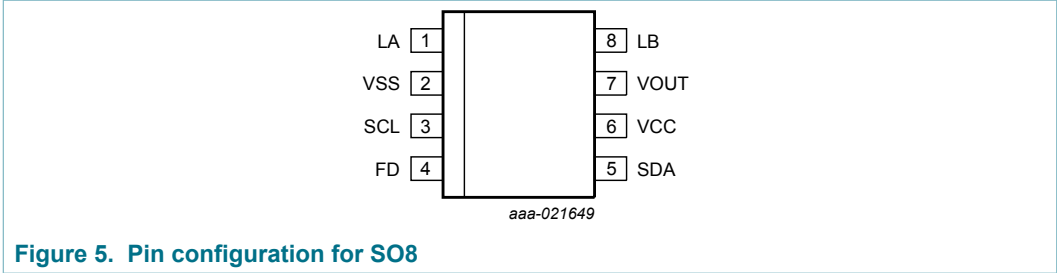 LA 1 8 LB
VSS 2 7 VOUT
SCL 3 6 VCC
FD 4 5 SDA
aaa-021649
Figure 5. Pin configuration for SO8